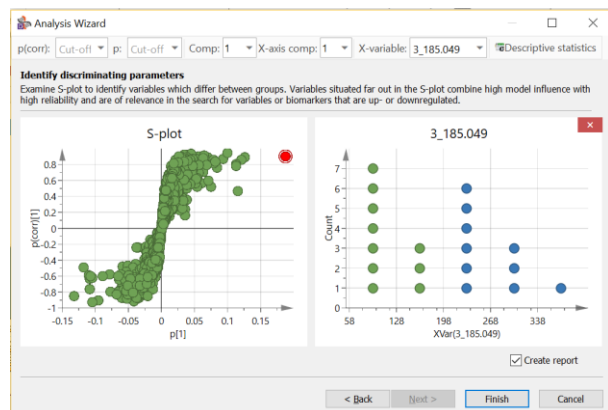 Analysis Wizard
p(corr): Cut-off p: Cut-off Comp: 1 X-axis comp: 1 X-variable: 3_185.049 Descriptive statistics
Identify discriminating parameters
Examine S-plot to identify variables which differ between groups. Variables situated far out in the S-plot combine high model influence with
high reliability and are of relevance in the search for variables or biomarkers that are up- or downregulated.
S-plot
p(corr)[1]
0.8
0.6
0.4
0.2
0
-0.2
-0.4
-0.6
-0.8
-1
-0.15 -0.1 -0.05 0 0.05 0.1 0.15
p[1]
3_185.049
Count
7
6
5
4
3
2
1
0
58 128 198 268 338
XVar(3_185.049)
Create report
< Back Next > Finish Cancel